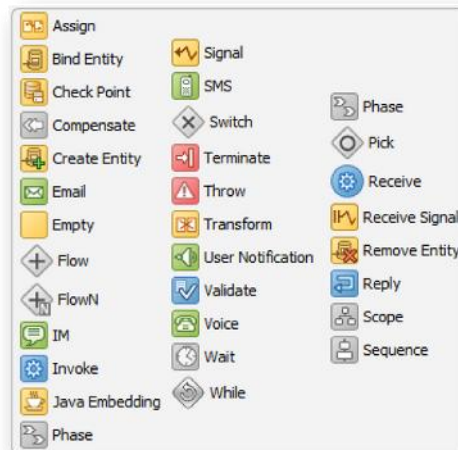 Assign
Bind Entity
Check Point
Compensate
Create Entity
Email
Empty
Flow
FlowN
IM
Invoke
Java Embedding
Phase
Signal
SMS
Switch
Terminate
Throw
Transform
User Notification
Validate
Voice
Wait
While
Phase
Pick
Receive
Receive Signal
Remove Entity
Reply
Scope
Sequence